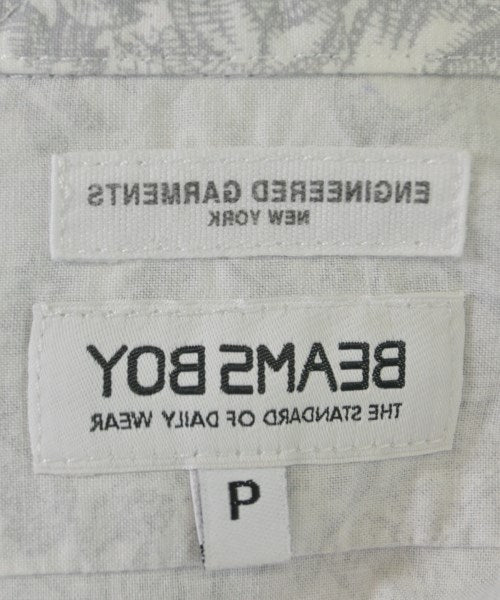 ENGINEERED GARMENTS
NEW YORK
BEAMS BOY
THE STANDARD OF DAILY WEAR
P